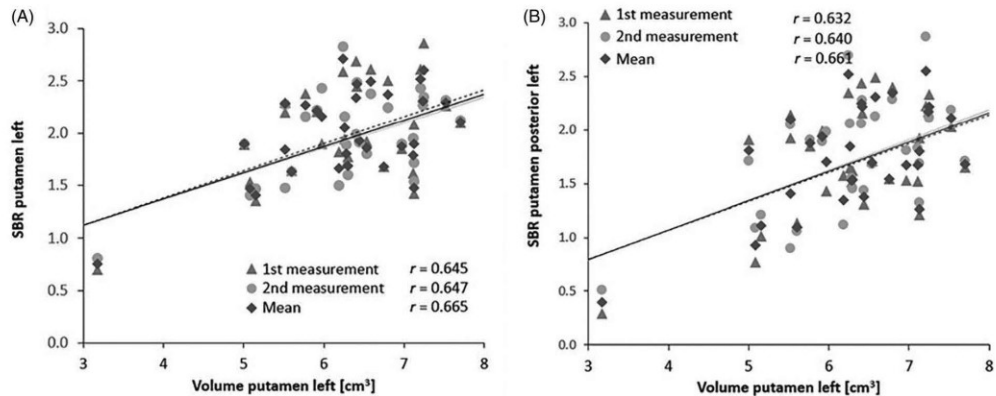 (A)
3.0
2.5
2.0
1.5
1.0
0.5
0.0
SBR putamen left
1st measurement r = 0.645
2nd measurement r = 0.647
Mean r = 0.665
3 4 5 6 7 8
Volume putamen left [cm³]
(B)
3.0
2.5
2.0
1.5
1.0
0.5
0.0
SBR putamen posterior left
1st measurement r = 0.632
2nd measurement r = 0.640
Mean r = 0.661
3 4 5 6 7 8
Volume putamen left [cm³]